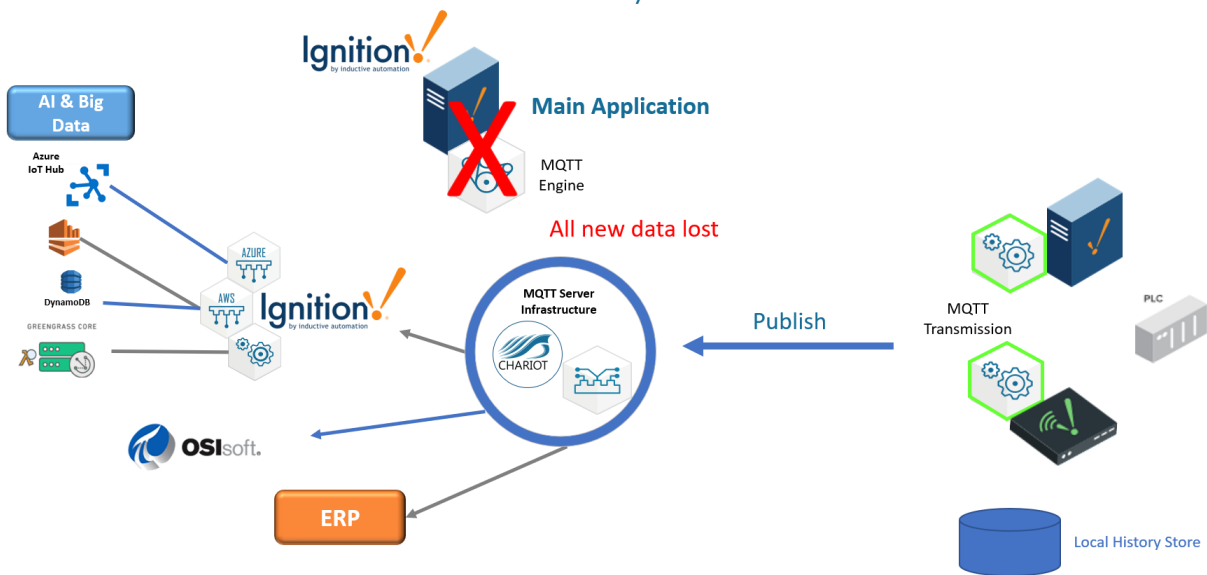 Ignition!
by inductive automation
Main Application
MQTT
Engine
All new data lost
AI & Big
Data
Azure
IoT Hub
DynamoDB
GREENGRASS CORE
AZURE
AWS
Ignition!
by inductive automation
MQTT Server
Infrastructure
CHARIOT
Publish
MQTT
Transmission
PLC
OSIsoft.
ERP
Local History Store